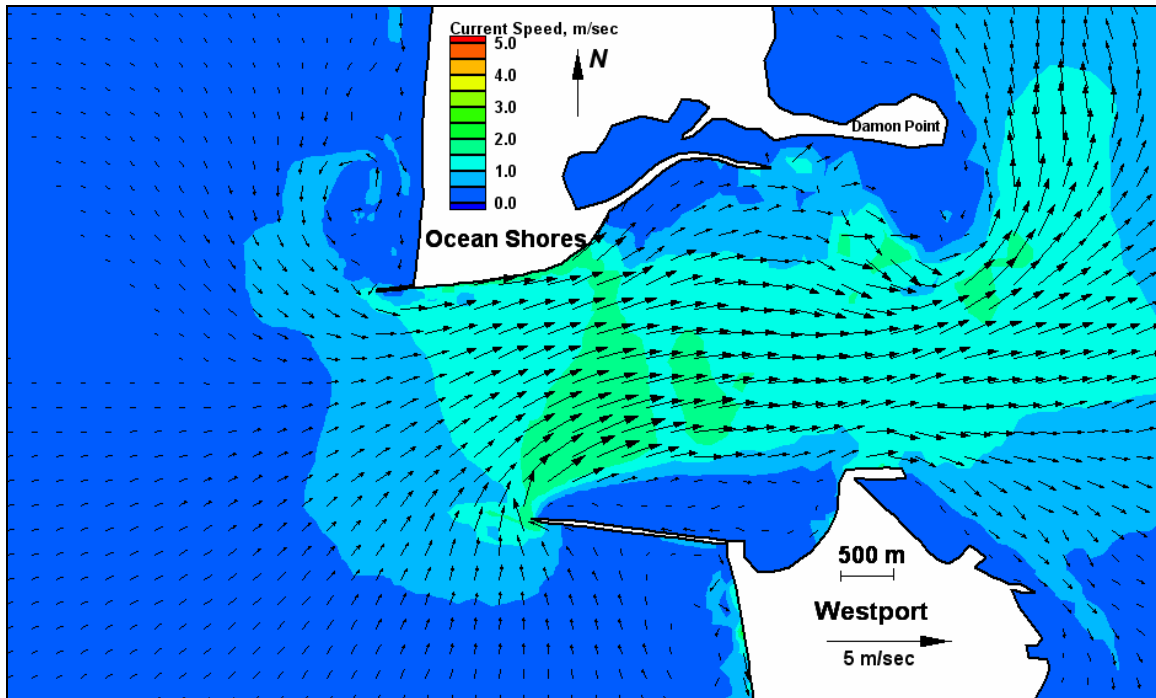 Current Speed, m/sec
5.0
4.0
3.0
2.0
1.0
0.0
N
Damon Point
Ocean Shores
500 m
Westport
5 m/sec